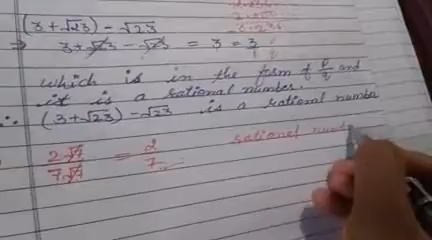 (3+√23) - √23
⇒ 3+√23 - √23 = 3 = 3/1
which is in the form of p/q and
it is a rational number.
∴ (3+√23) - √23 is a rational number
2√7/7√7 = 2/7 rational numb